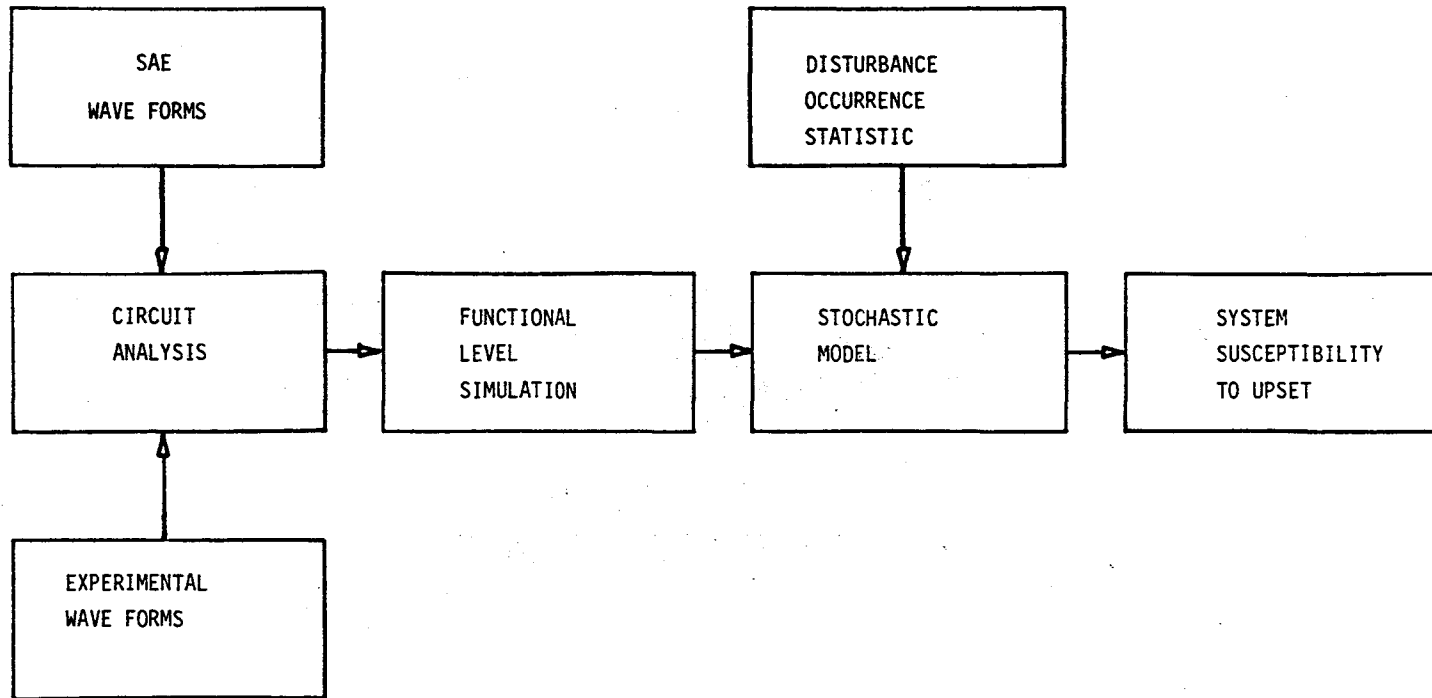 SAE
WAVE FORMS
DISTURBANCE
OCCURRENCE
STATISTIC
CIRCUIT
ANALYSIS
FUNCTIONAL
LEVEL
SIMULATION
STOCHASTIC
MODEL
SYSTEM
SUSCEPTIBILITY
TO UPSET
EXPERIMENTAL
WAVE FORMS